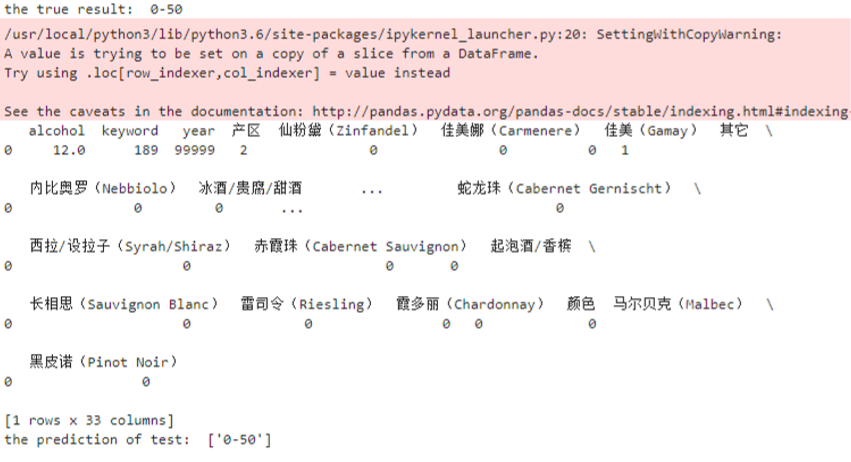 the true result: 0-50
/usr/local/python3/lib/python3.6/site-packages/ipykernel_launcher.py:20: SettingWithCopyWarning:
A value is trying to be set on a copy of a slice from a DataFrame.
Try using .loc[row_indexer,col_indexer] = value instead
See the caveats in the documentation: http://pandas.pydata.org/pandas-docs/stable/indexing.html#indexing-
alcohol keyword year 产区 仙粉黛（Zinfandel） 佳美娜（Carmenere） 佳美（Gamay） 其它 \
0 12.0 189 99999 2 0 0 0 1
内比奥罗（Nebbiolo） 冰酒/贵腐/甜酒 ... 蛇龙珠（Cabernet Gernischt） \
0 0 0 ... 0
西拉/设拉子（Syrah/Shiraz） 赤霞珠（Cabernet Sauvignon） 起泡酒/香槟 \
0 0 0 0
长相思（Sauvignon Blanc） 雷司令（Riesling） 霞多丽（Chardonnay） 颜色 马尔贝克（Malbec） \
0 0 0 0 0 0
黑皮诺（Pinot Noir）
0 0
[1 rows x 33 columns]
the prediction of test: ['0-50']